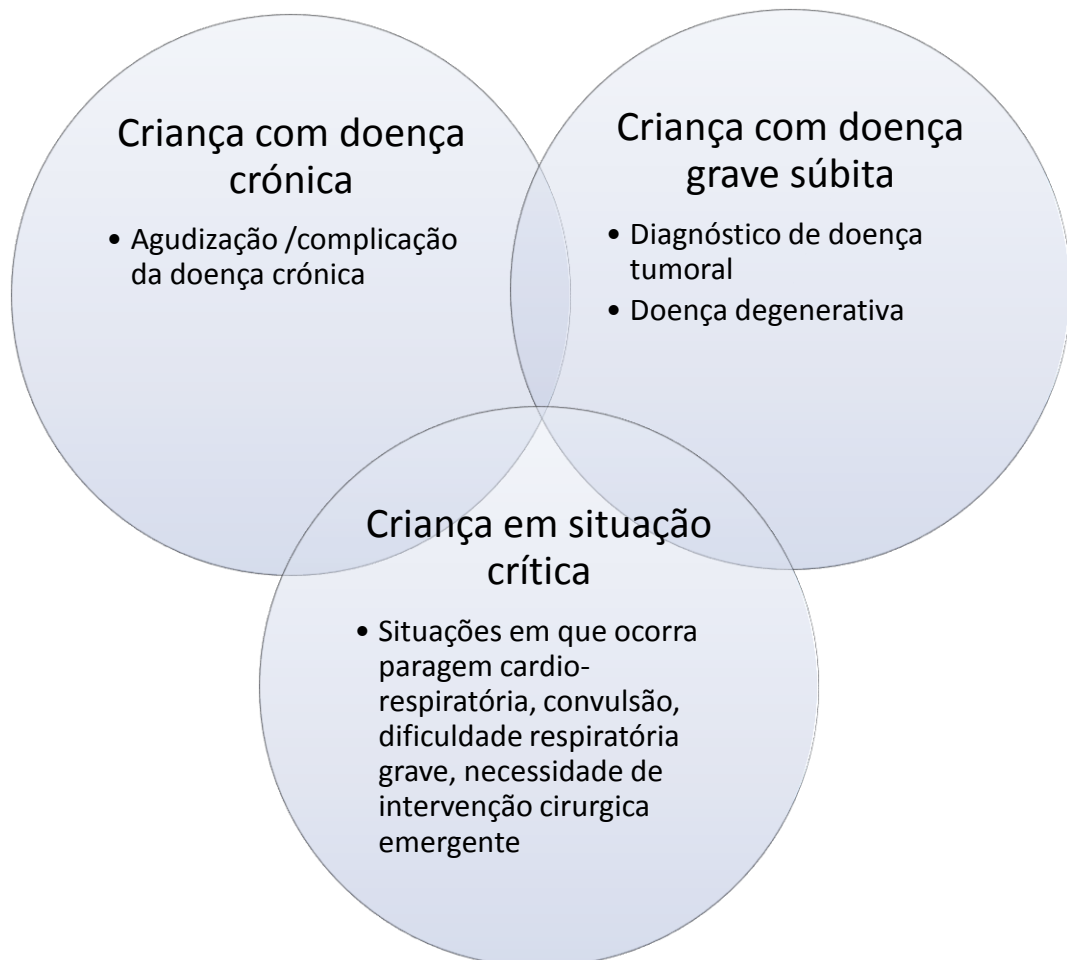 Criança com doença
crónica
• Agudização /complicação
da doença crónica
Criança com doença
grave súbita
• Diagnóstico de doença
tumoral
• Doença degenerativa
Criança em situação
crítica
• Situações em que ocorra
paragem cardio-
respiratória, convulsão,
dificuldade respiratória
grave, necessidade de
intervenção cirurgica
emergente